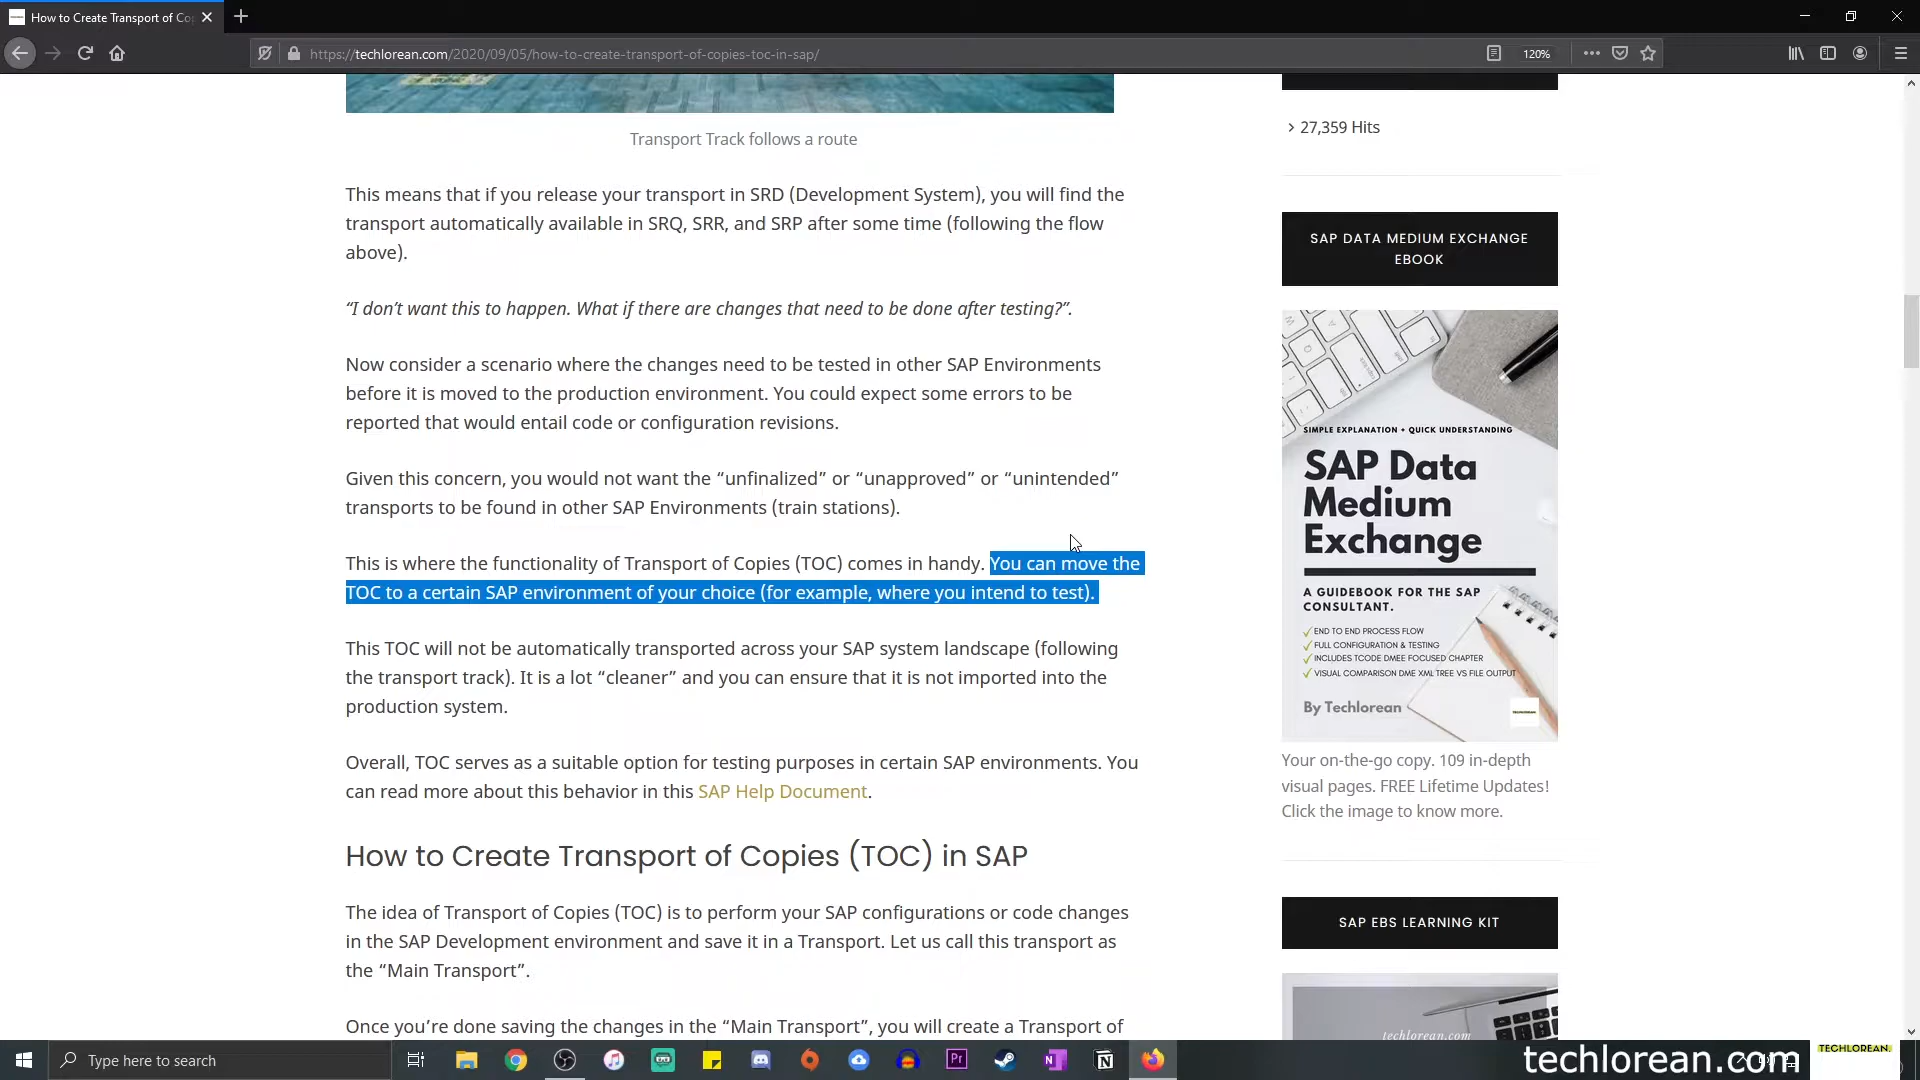 How to Create Transport of Co
https://techlorean.com/2020/09/05/how-to-create-transport-of-copies-toc-in-sap/
120%
Transport Track follows a route
This means that if you release your transport in SRD (Development System), you will find the
transport automatically available in SRQ, SRR, and SRP after some time (following the flow
above).
“I don’t want this to happen. What if there are changes that need to be done after testing?”.
Now consider a scenario where the changes need to be tested in other SAP Environments
before it is moved to the production environment. You could expect some errors to be
reported that would entail code or configuration revisions.
Given this concern, you would not want the “unfinalized” or “unapproved” or “unintended”
transports to be found in other SAP Environments (train stations).
This is where the functionality of Transport of Copies (TOC) comes in handy. You can move the
TOC to a certain SAP environment of your choice (for example, where you intend to test).
This TOC will not be automatically transported across your SAP system landscape (following
the transport track). It is a lot “cleaner” and you can ensure that it is not imported into the
production system.
Overall, TOC serves as a suitable option for testing purposes in certain SAP environments. You
can read more about this behavior in this SAP Help Document.
How to Create Transport of Copies (TOC) in SAP
The idea of Transport of Copies (TOC) is to perform your SAP configurations or code changes
in the SAP Development environment and save it in a Transport. Let us call this transport as
the “Main Transport”.
Once you’re done saving the changes in the “Main Transport”, you will create a Transport of
27,359 Hits
SAP DATA MEDIUM EXCHANGE
EBOOK
SIMPLE EXPLANATION + QUICK UNDERSTANDING
SAP Data
Medium
Exchange
A GUIDEBOOK FOR THE SAP
CONSULTANT.
END TO END PROCESS FLOW
FULL CONFIGURATION & TESTING
INCLUDES TCODE DMEE FOCUSED CHAPTER
VISUAL COMPARISON DME XML TREE VS FILE OUTPUT
By Techlorean
TECHLOREAN
Your on-the-go copy. 109 in-depth
visual pages. FREE Lifetime Updates!
Click the image to know more.
SAP EBS LEARNING KIT
techlorean.com
Type here to search
Pr
techlorean.com
TECHLOREAN.